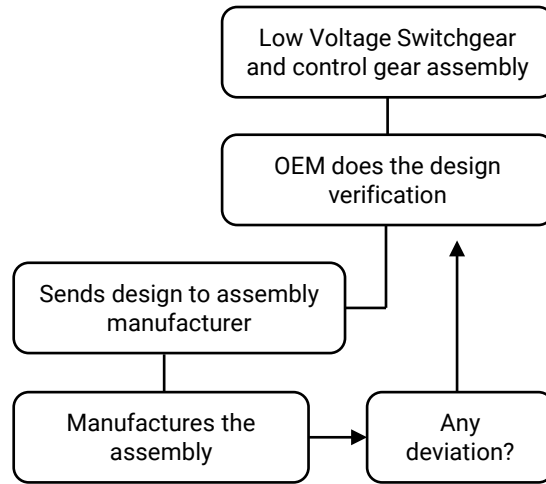 Low Voltage Switchgear
and control gear assembly
OEM does the design
verification
Sends design to assembly
manufacturer
Manufactures the
assembly
Any
deviation?